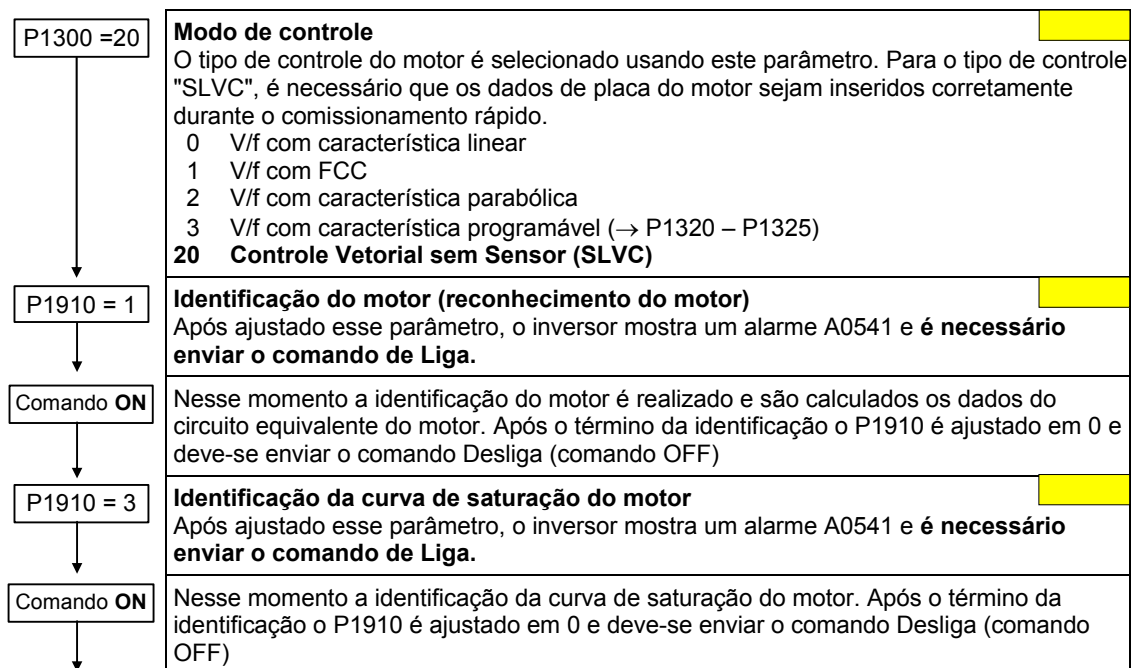 P1300 =20
Modo de controle
O tipo de controle do motor é selecionado usando este parâmetro. Para o tipo de controle
"SLVC", é necessário que os dados de placa do motor sejam inseridos corretamente
durante o comissionamento rápido.
0 V/f com característica linear
1 V/f com FCC
2 V/f com característica parabólica
3 V/f com característica programável (→ P1320 – P1325)
20 Controle Vetorial sem Sensor (SLVC)
P1910 = 1
Identificação do motor (reconhecimento do motor)
Após ajustado esse parâmetro, o inversor mostra um alarme A0541 e é necessário
enviar o comando de Liga.
Comando ON
Nesse momento a identificação do motor é realizado e são calculados os dados do
circuito equivalente do motor. Após o término da identificação o P1910 é ajustado em 0 e
deve-se enviar o comando Desliga (comando OFF)
P1910 = 3
Identificação da curva de saturação do motor
Após ajustado esse parâmetro, o inversor mostra um alarme A0541 e é necessário
enviar o comando de Liga.
Comando ON
Nesse momento a identificação da curva de saturação do motor. Após o término da
identificação o P1910 é ajustado em 0 e deve-se enviar o comando Desliga (comando
OFF)